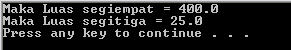 Maka Luas segiempat = 400.0
Maka Luas segitiga = 25.0
Press any key to continue . . .